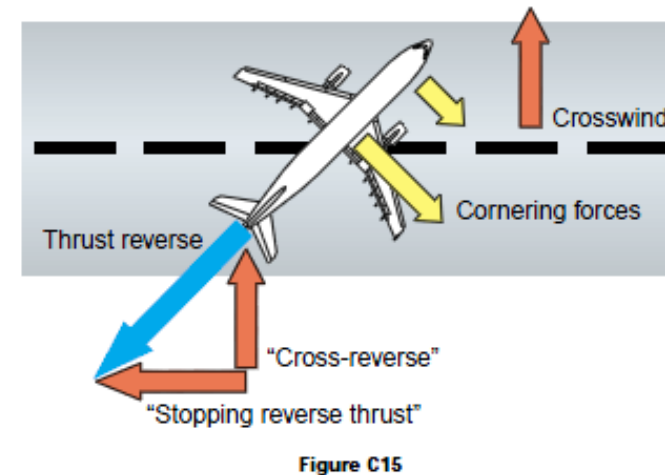 Crosswind
Cornering forces
Thrust reverse
“Cross-reverse”
“Stopping reverse thrust”
Figure C15